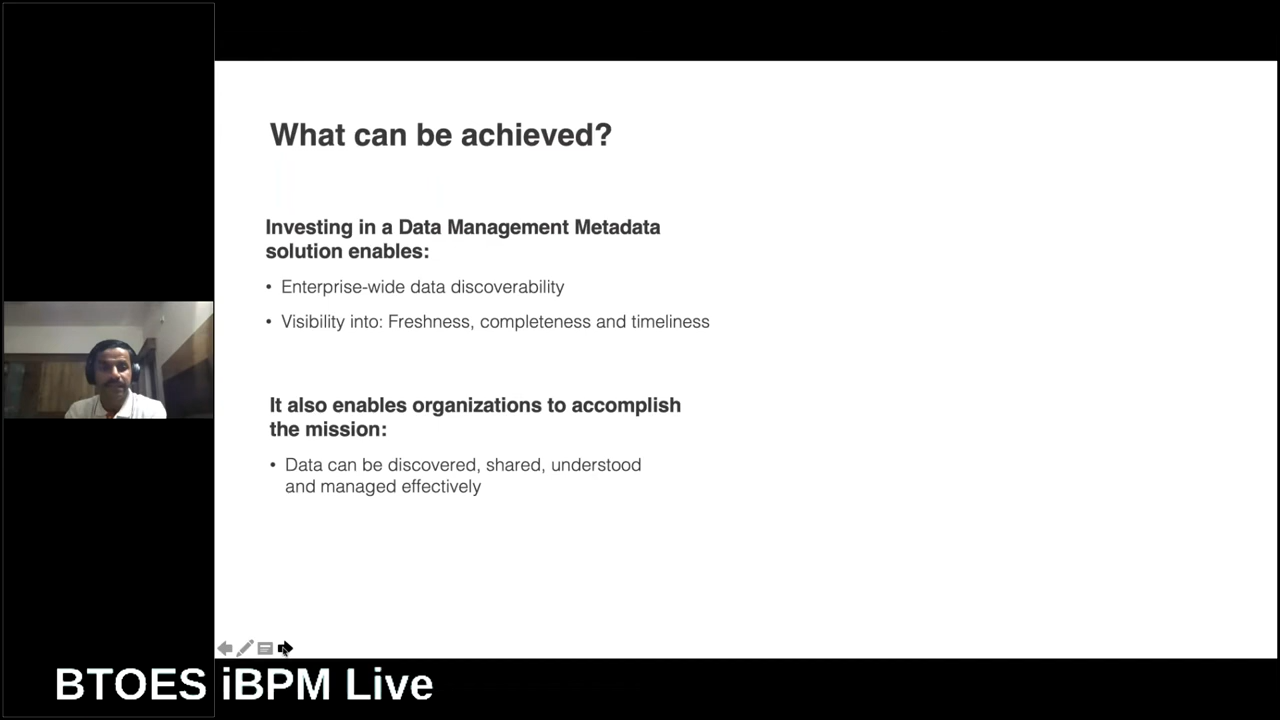 What can be achieved?
Investing in a Data Management Metadata
solution enables:
• Enterprise-wide data discoverability
• Visibility into: Freshness, completeness and timeliness
It also enables organizations to accomplish
the mission:
• Data can be discovered, shared, understood
and managed effectively
BTOES iBPM Live